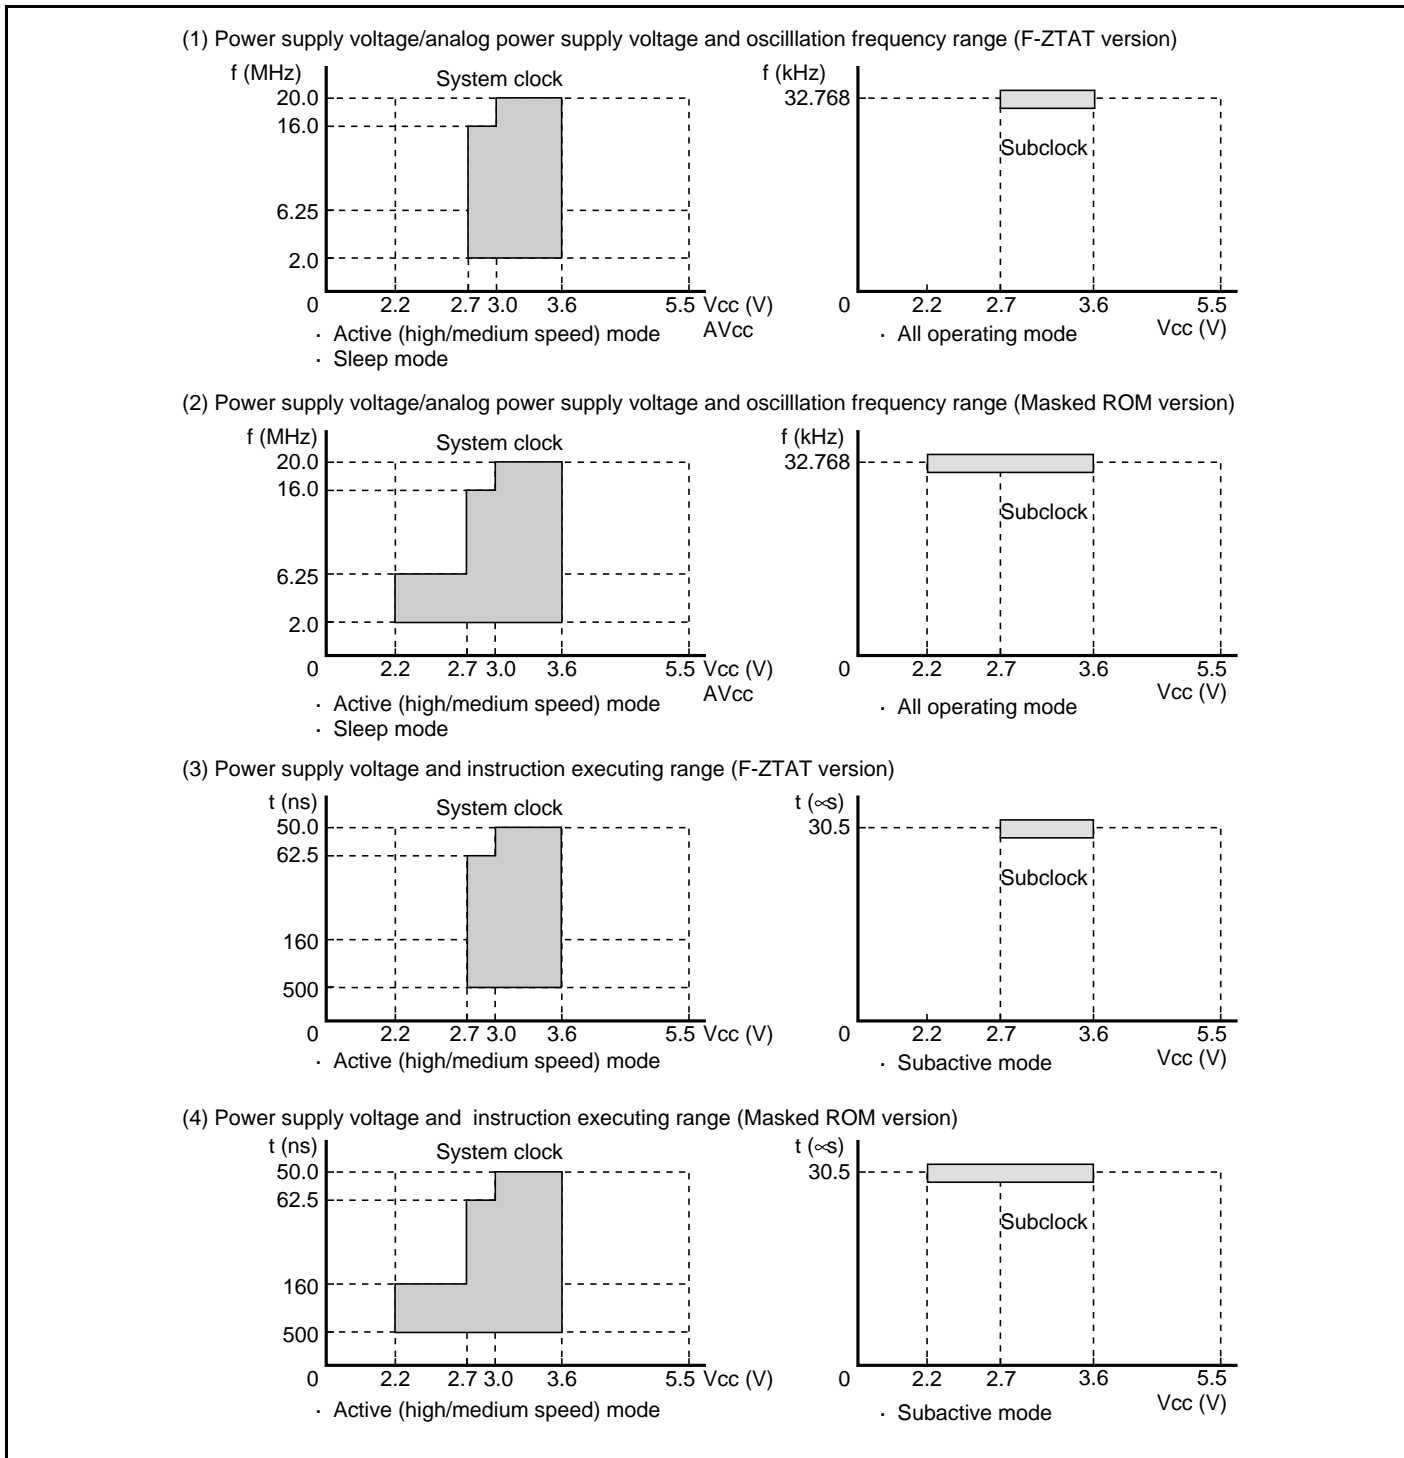 (1) Power supply voltage/analog power supply voltage and oscilllation frequency range (F-ZTAT version)
f (MHz)
System clock
20.0
16.0
6.25
2.0
0
2.2
2.7
3.0
3.6
5.5
Vcc (V)
AVcc
· Active (high/medium speed) mode
· Sleep mode
f (kHz)
32.768
Subclock
0
2.2
2.7
3.6
5.5
Vcc (V)
· All operating mode
(2) Power supply voltage/analog power supply voltage and oscilllation frequency range (Masked ROM version)
f (MHz)
System clock
20.0
16.0
6.25
2.0
0
2.2
2.7
3.0
3.6
5.5
Vcc (V)
AVcc
· Active (high/medium speed) mode
· Sleep mode
f (kHz)
32.768
Subclock
0
2.2
2.7
3.6
5.5
Vcc (V)
· All operating mode
(3) Power supply voltage and instruction executing range (F-ZTAT version)
t (ns)
System clock
50.0
62.5
160
500
0
2.2
2.7
3.0
3.6
5.5
Vcc (V)
· Active (high/medium speed) mode
t (∝s)
30.5
Subclock
0
2.2
2.7
3.6
5.5
Vcc (V)
· Subactive mode
(4) Power supply voltage and  instruction executing range (Masked ROM version)
t (ns)
System clock
50.0
62.5
160
500
0
2.2
2.7
3.0
3.6
5.5
Vcc (V)
· Active (high/medium speed) mode
t (∝s)
30.5
Subclock
0
2.2
2.7
3.6
5.5
Vcc (V)
· Subactive mode